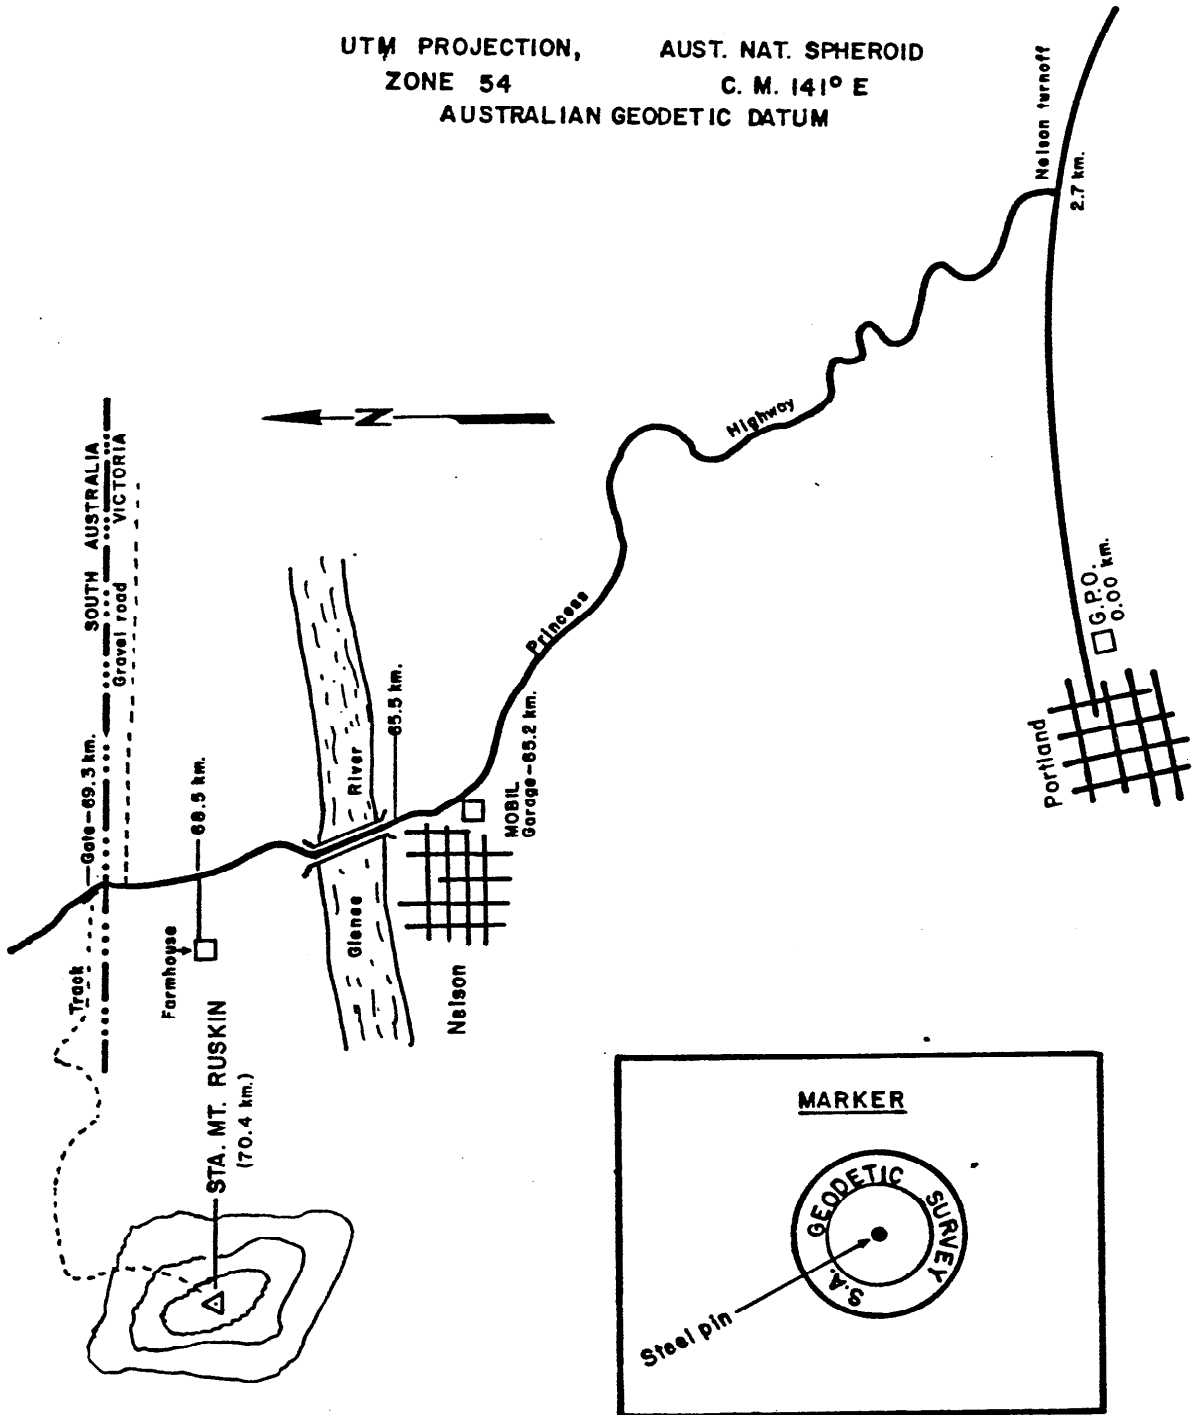 UTM PROJECTION, AUST. NAT. SPHEROID
ZONE 54 C. M. 141° E
AUSTRALIAN GEODETIC DATUM
Nelson turnoff
2.7 km.
N
Highway
Princess
SOUTH AUSTRALIA
VICTORIA
Gravel road
Gate-69.3 km.
68.5 km.
65.5 km.
River
Glenee
MOBIL
Garage-65.2 km.
G.P.O.
0.00 km.
Portland
Track
Farmhouse
Nelson
STA. MT. RUSKIN
(70.4 km.)
MARKER
S.A. GEODETIC SURVEY
Steel pin